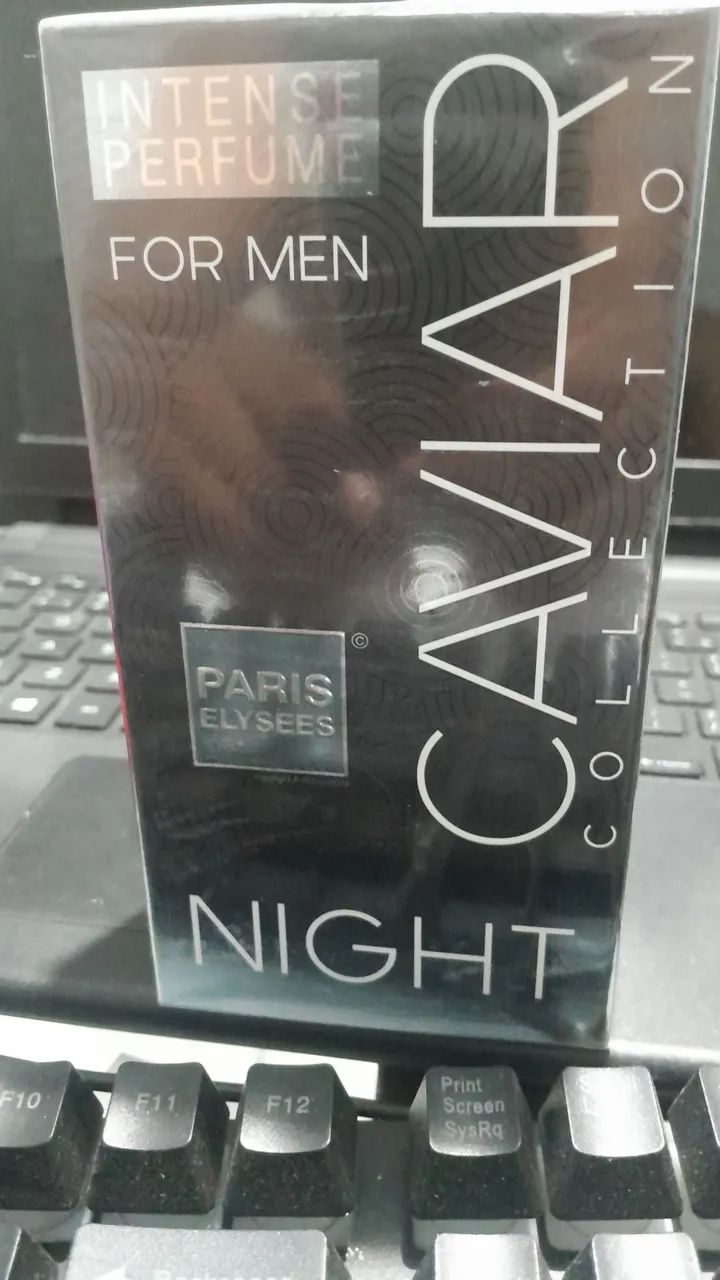 INTENSE
PERFUME
FOR MEN
CAVIAR
COLLECTION
©
PARIS
ELYSEES
NIGHT
F10
F11
F12
Print
Screen
SysRq